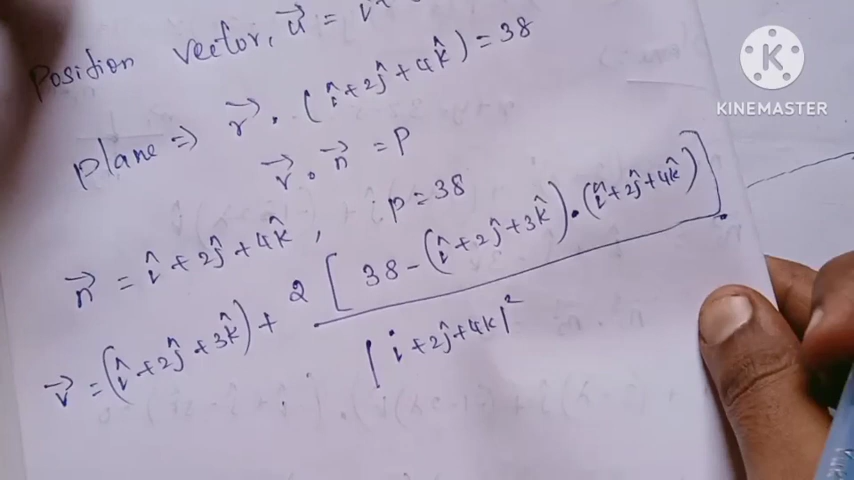 position vector, u⃗ = i
plane ⇒ r⃗ . (î + 2ĵ + 4k̂) = 38
r⃗ . n⃗ = p
n⃗ = î + 2ĵ + 4k̂ , p = 38
v⃗ = (î + 2ĵ + 3k̂) + 2 [ 38 - (î + 2ĵ + 3k̂) . (î + 2ĵ + 4k̂) ]
| i + 2ĵ + 4k |²
K
KINEMASTER